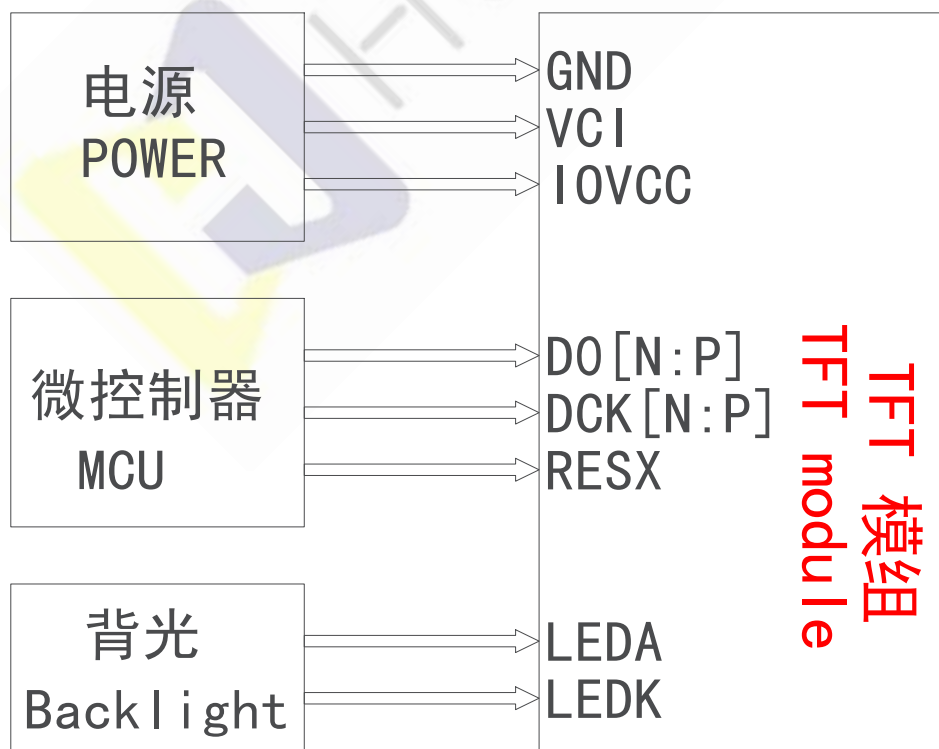 电源
POWER
GND
VCI
IOVCC
微控制器
MCU
D0[N:P]
DCK[N:P]
RESX
背光
Backlight
LEDA
LEDK
TFT 模组
TFT module